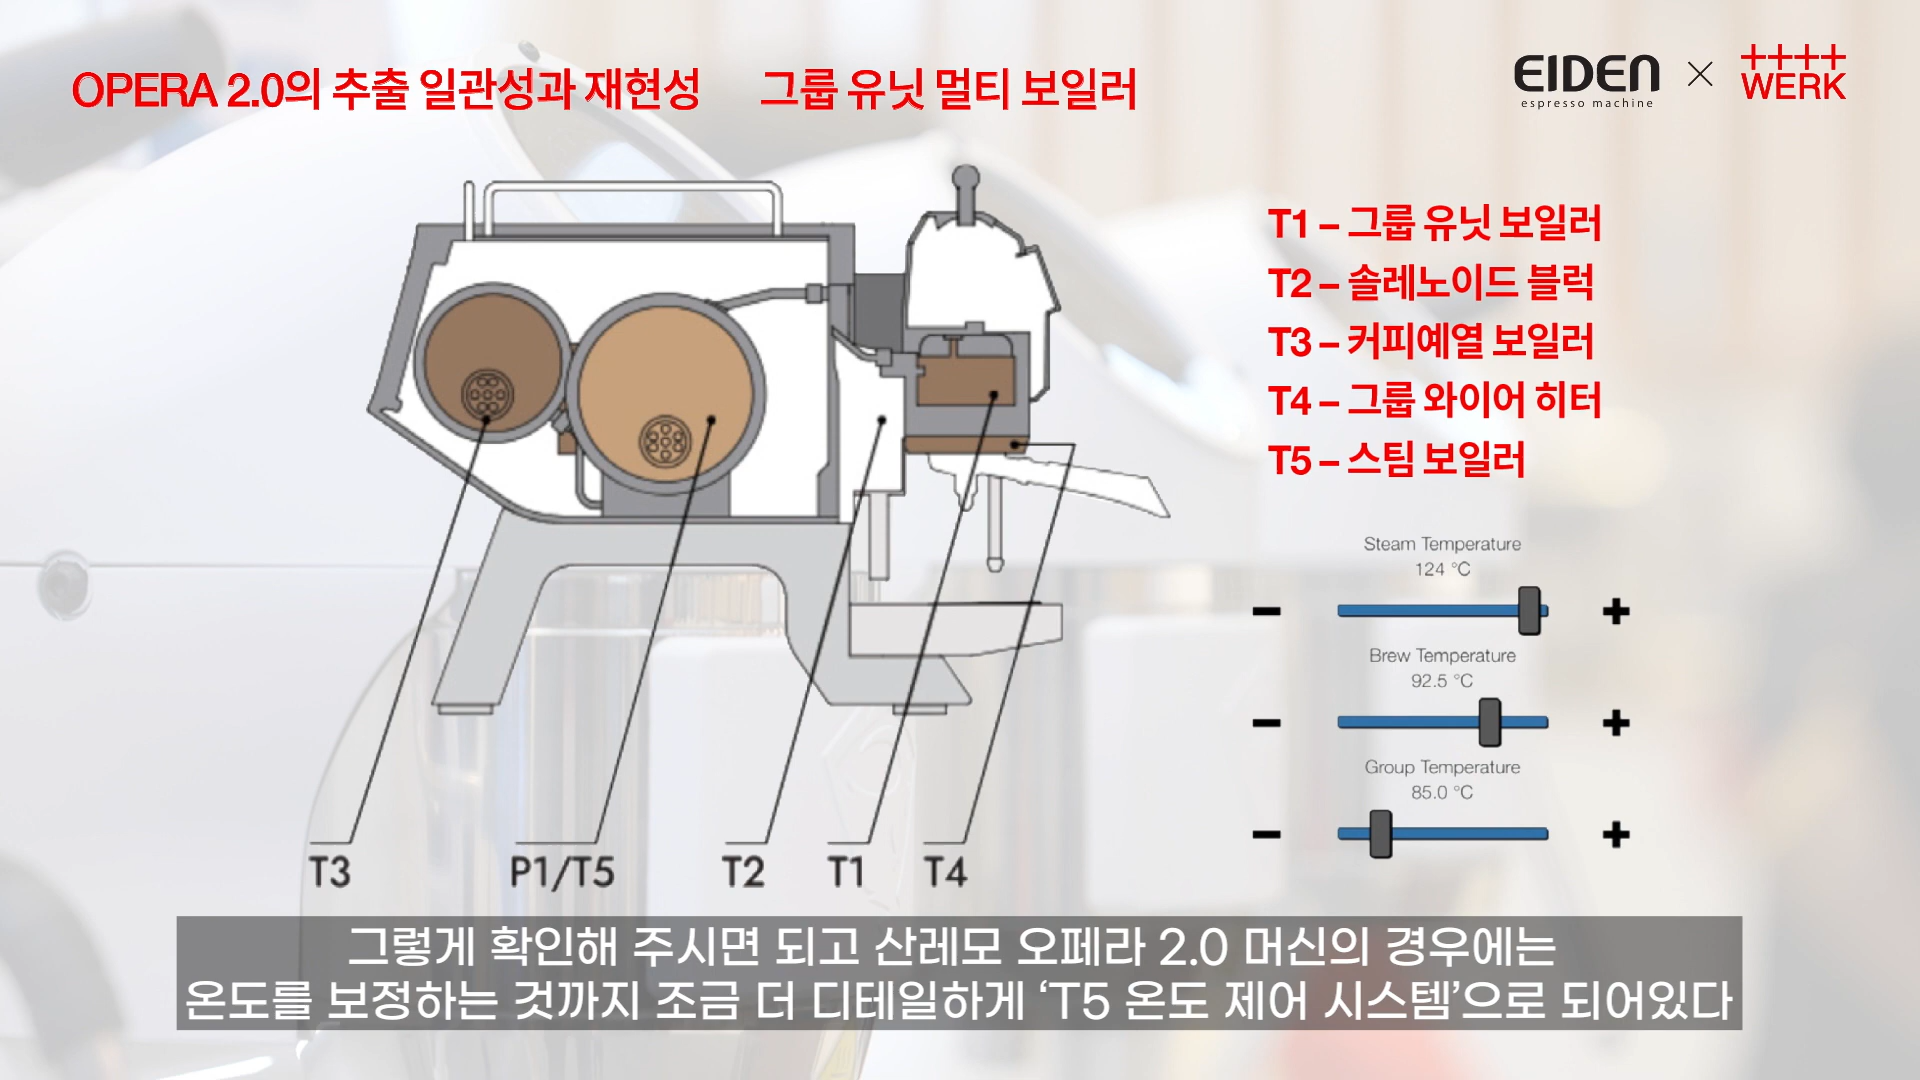 OPERA 2.0의 추출 일관성과 재현성 그룹 유닛 멀티 보일러
EIDEN
espresso machine
×
++++
WERK
T1 – 그룹 유닛 보일러
T2 – 솔레노이드 블럭
T3 – 커피예열 보일러
T4 – 그룹 와이어 히터
T5 – 스팀 보일러
Steam Temperature
124 °C
Brew Temperature
92.5 °C
Group Temperature
85.0 °C
T3 P1/T5 T2 T1 T4
그렇게 확인해 주시면 되고 산레모 오페라 2.0 머신의 경우에는
온도를 보정하는 것까지 조금 더 디테일하게 ‘T5 온도 제어 시스템’으로 되어있다